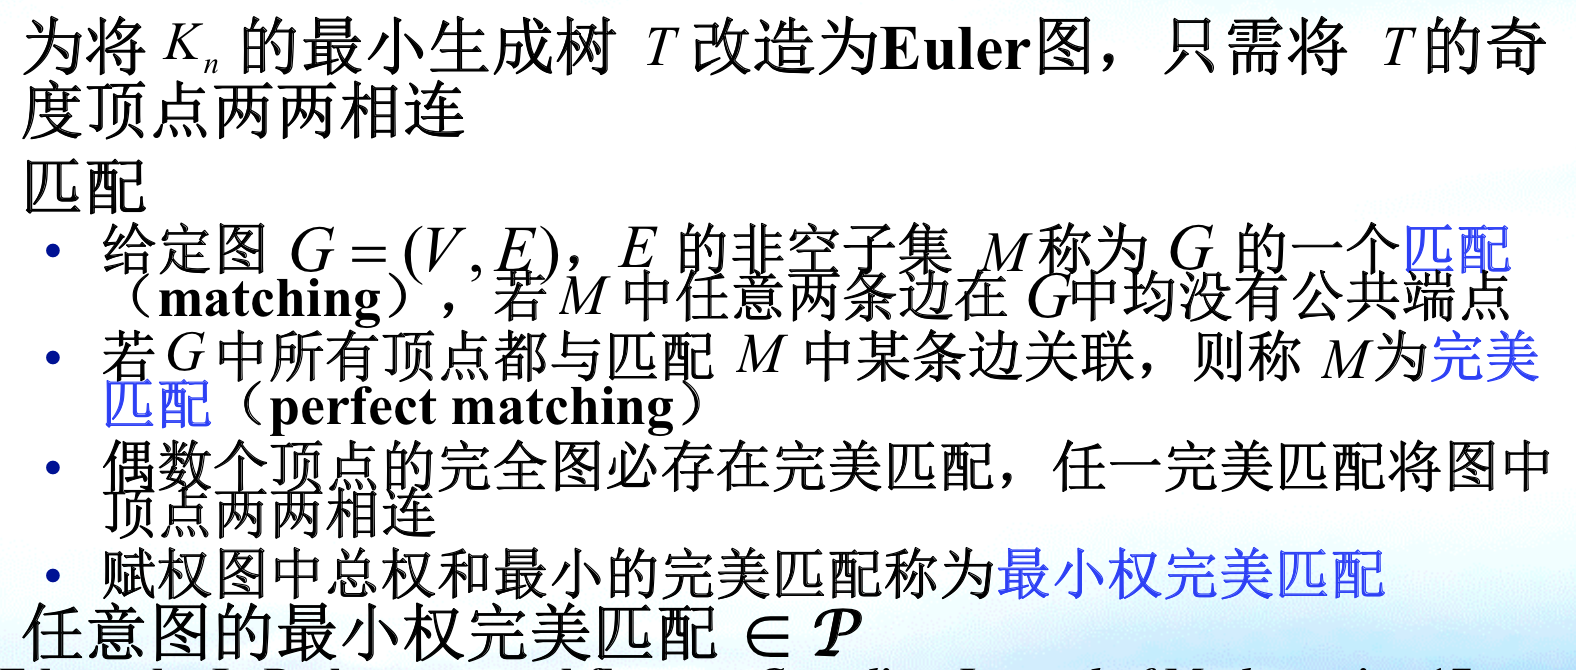 为将 Kn 的最小生成树 T 改造为Euler图，只需将 T的奇
度顶点两两相连
匹配
• 给定图 G = (V, E)，E 的非空子集 M称为 G 的一个匹配
（matching），若 M 中任意两条边在 G中均没有公共端点
• 若G中所有顶点都与匹配 M 中某条边关联，则称 M为完美
匹配（perfect matching）
• 偶数个顶点的完全图必存在完美匹配，任一完美匹配将图中
顶点两两相连
• 赋权图中总权和最小的完美匹配称为最小权完美匹配
任意图的最小权完美匹配 ∈ 𝒫